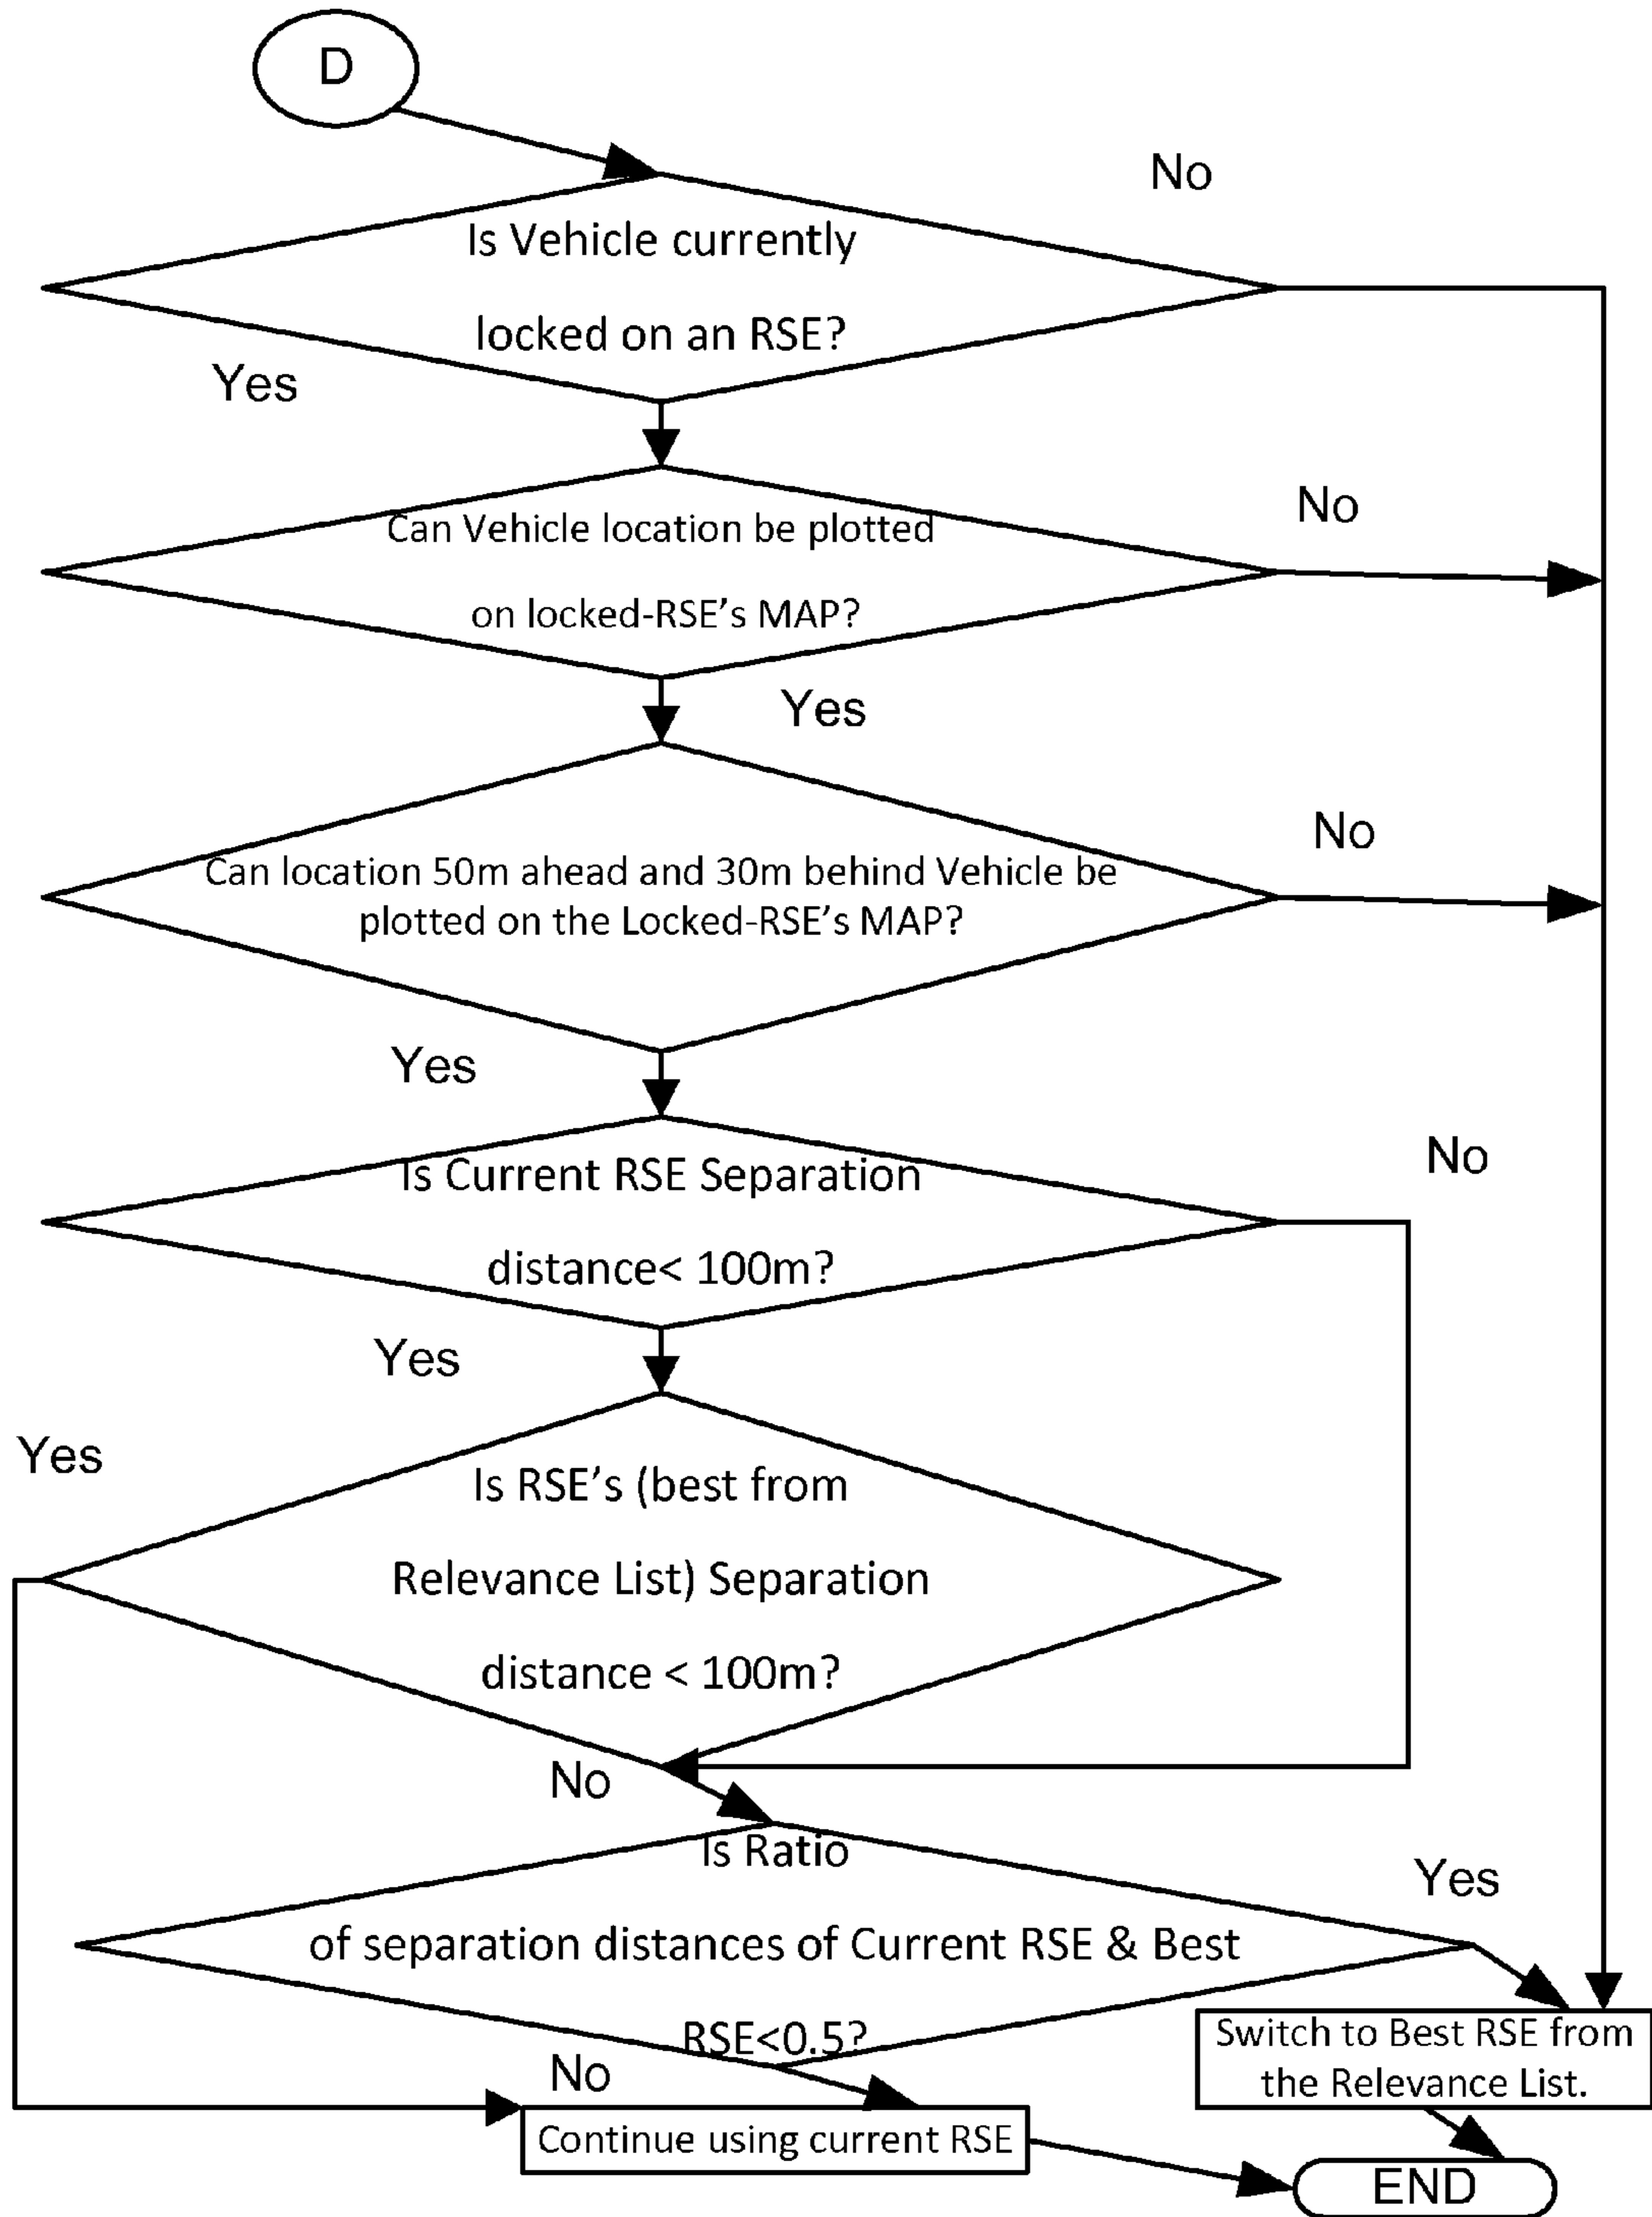 D
No
Is Vehicle currently
locked on an RSE?
Yes
Can Vehicle location be plotted
No
on locked-RSE's MAP?
Yes
No
Can location 50m ahead and 30m behind Vehicle be
plotted on the Locked-RSE's MAP?
Yes
No
Is Current RSE Separation
distance< 100m?
Yes
Yes
Is RSE's (best from
Relevance List) Separation
distance < 100m?
No
Is Ratio
Yes
of separation distances of Current RSE & Best
RSE<0.5?
Switch to Best RSE from
the Relevance List.
No
Continue using current RSE
END